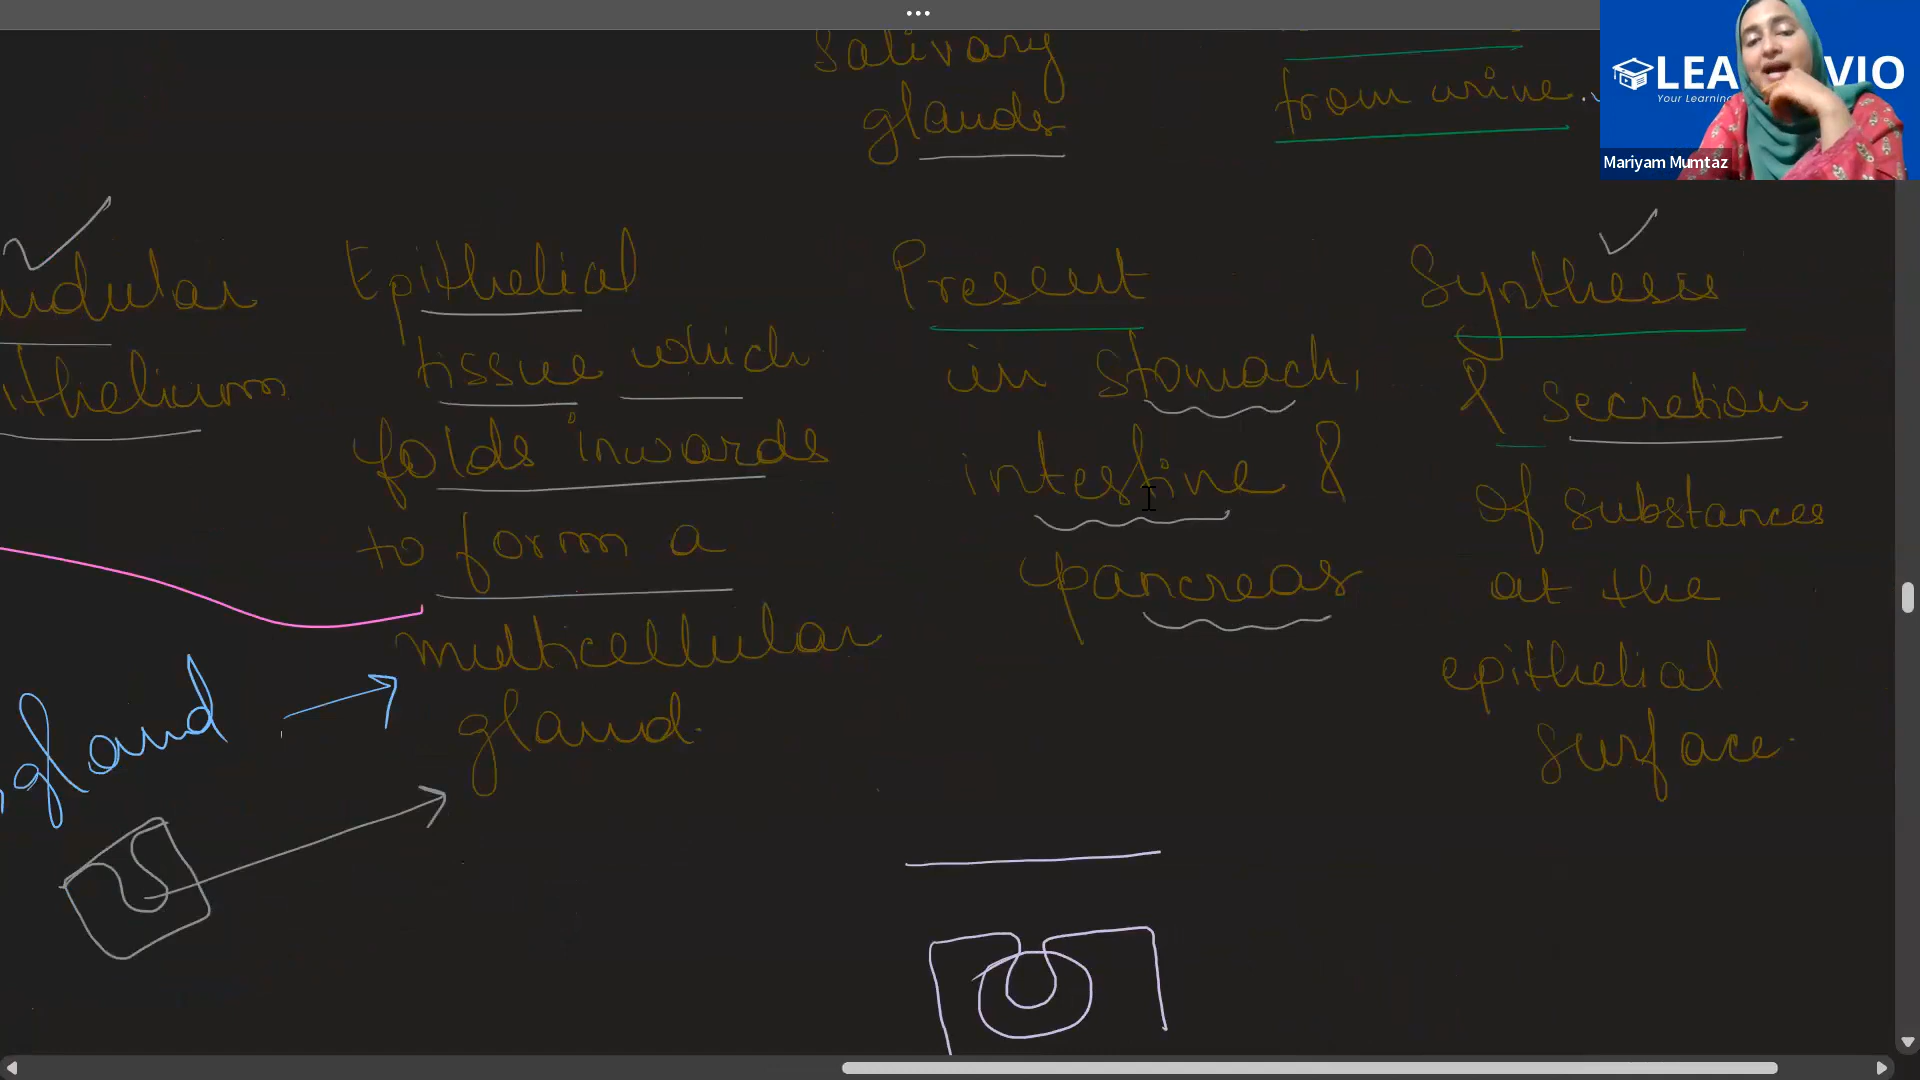 salivary
glands
from urine.
LEA VIO
Your Learnin
Mariyam Mumtaz
ndular
ithelium
Epithelial
tissue which
folds inwards
to form a
multicellular
gland.
Present
in stomach,
intestine &
pancreas
Synthesis
& secretion
of substances
at the
epithelial
surface.
gland